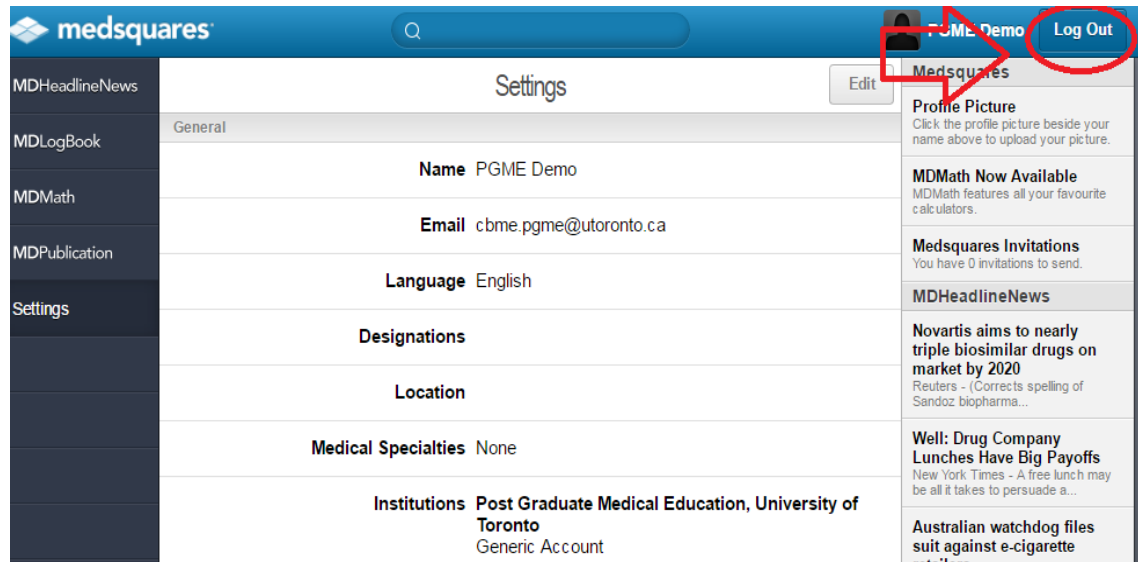 medsquares
PGME Demo
Log Out
MDHeadlineNews
MDLogBook
MDMath
MDPublication
Settings
Settings
Edit
General
Name PGME Demo
Email cbme.pgme@utoronto.ca
Language English
Designations
Location
Medical Specialties None
Institutions Post Graduate Medical Education, University of
Toronto
Generic Account
Medsquares
Profile Picture
Click the profile picture beside your
name above to upload your picture.
MDMath Now Available
MDMath features all your favourite
calculators.
Medsquares Invitations
You have 0 invitations to send.
MDHeadlineNews
Novartis aims to nearly
triple biosimilar drugs on
market by 2020
Reuters - (Corrects spelling of
Sandoz biopharma...
Well: Drug Company
Lunches Have Big Payoffs
New York Times - A free lunch may
be all it takes to persuade a...
Australian watchdog files
suit against e-cigarette